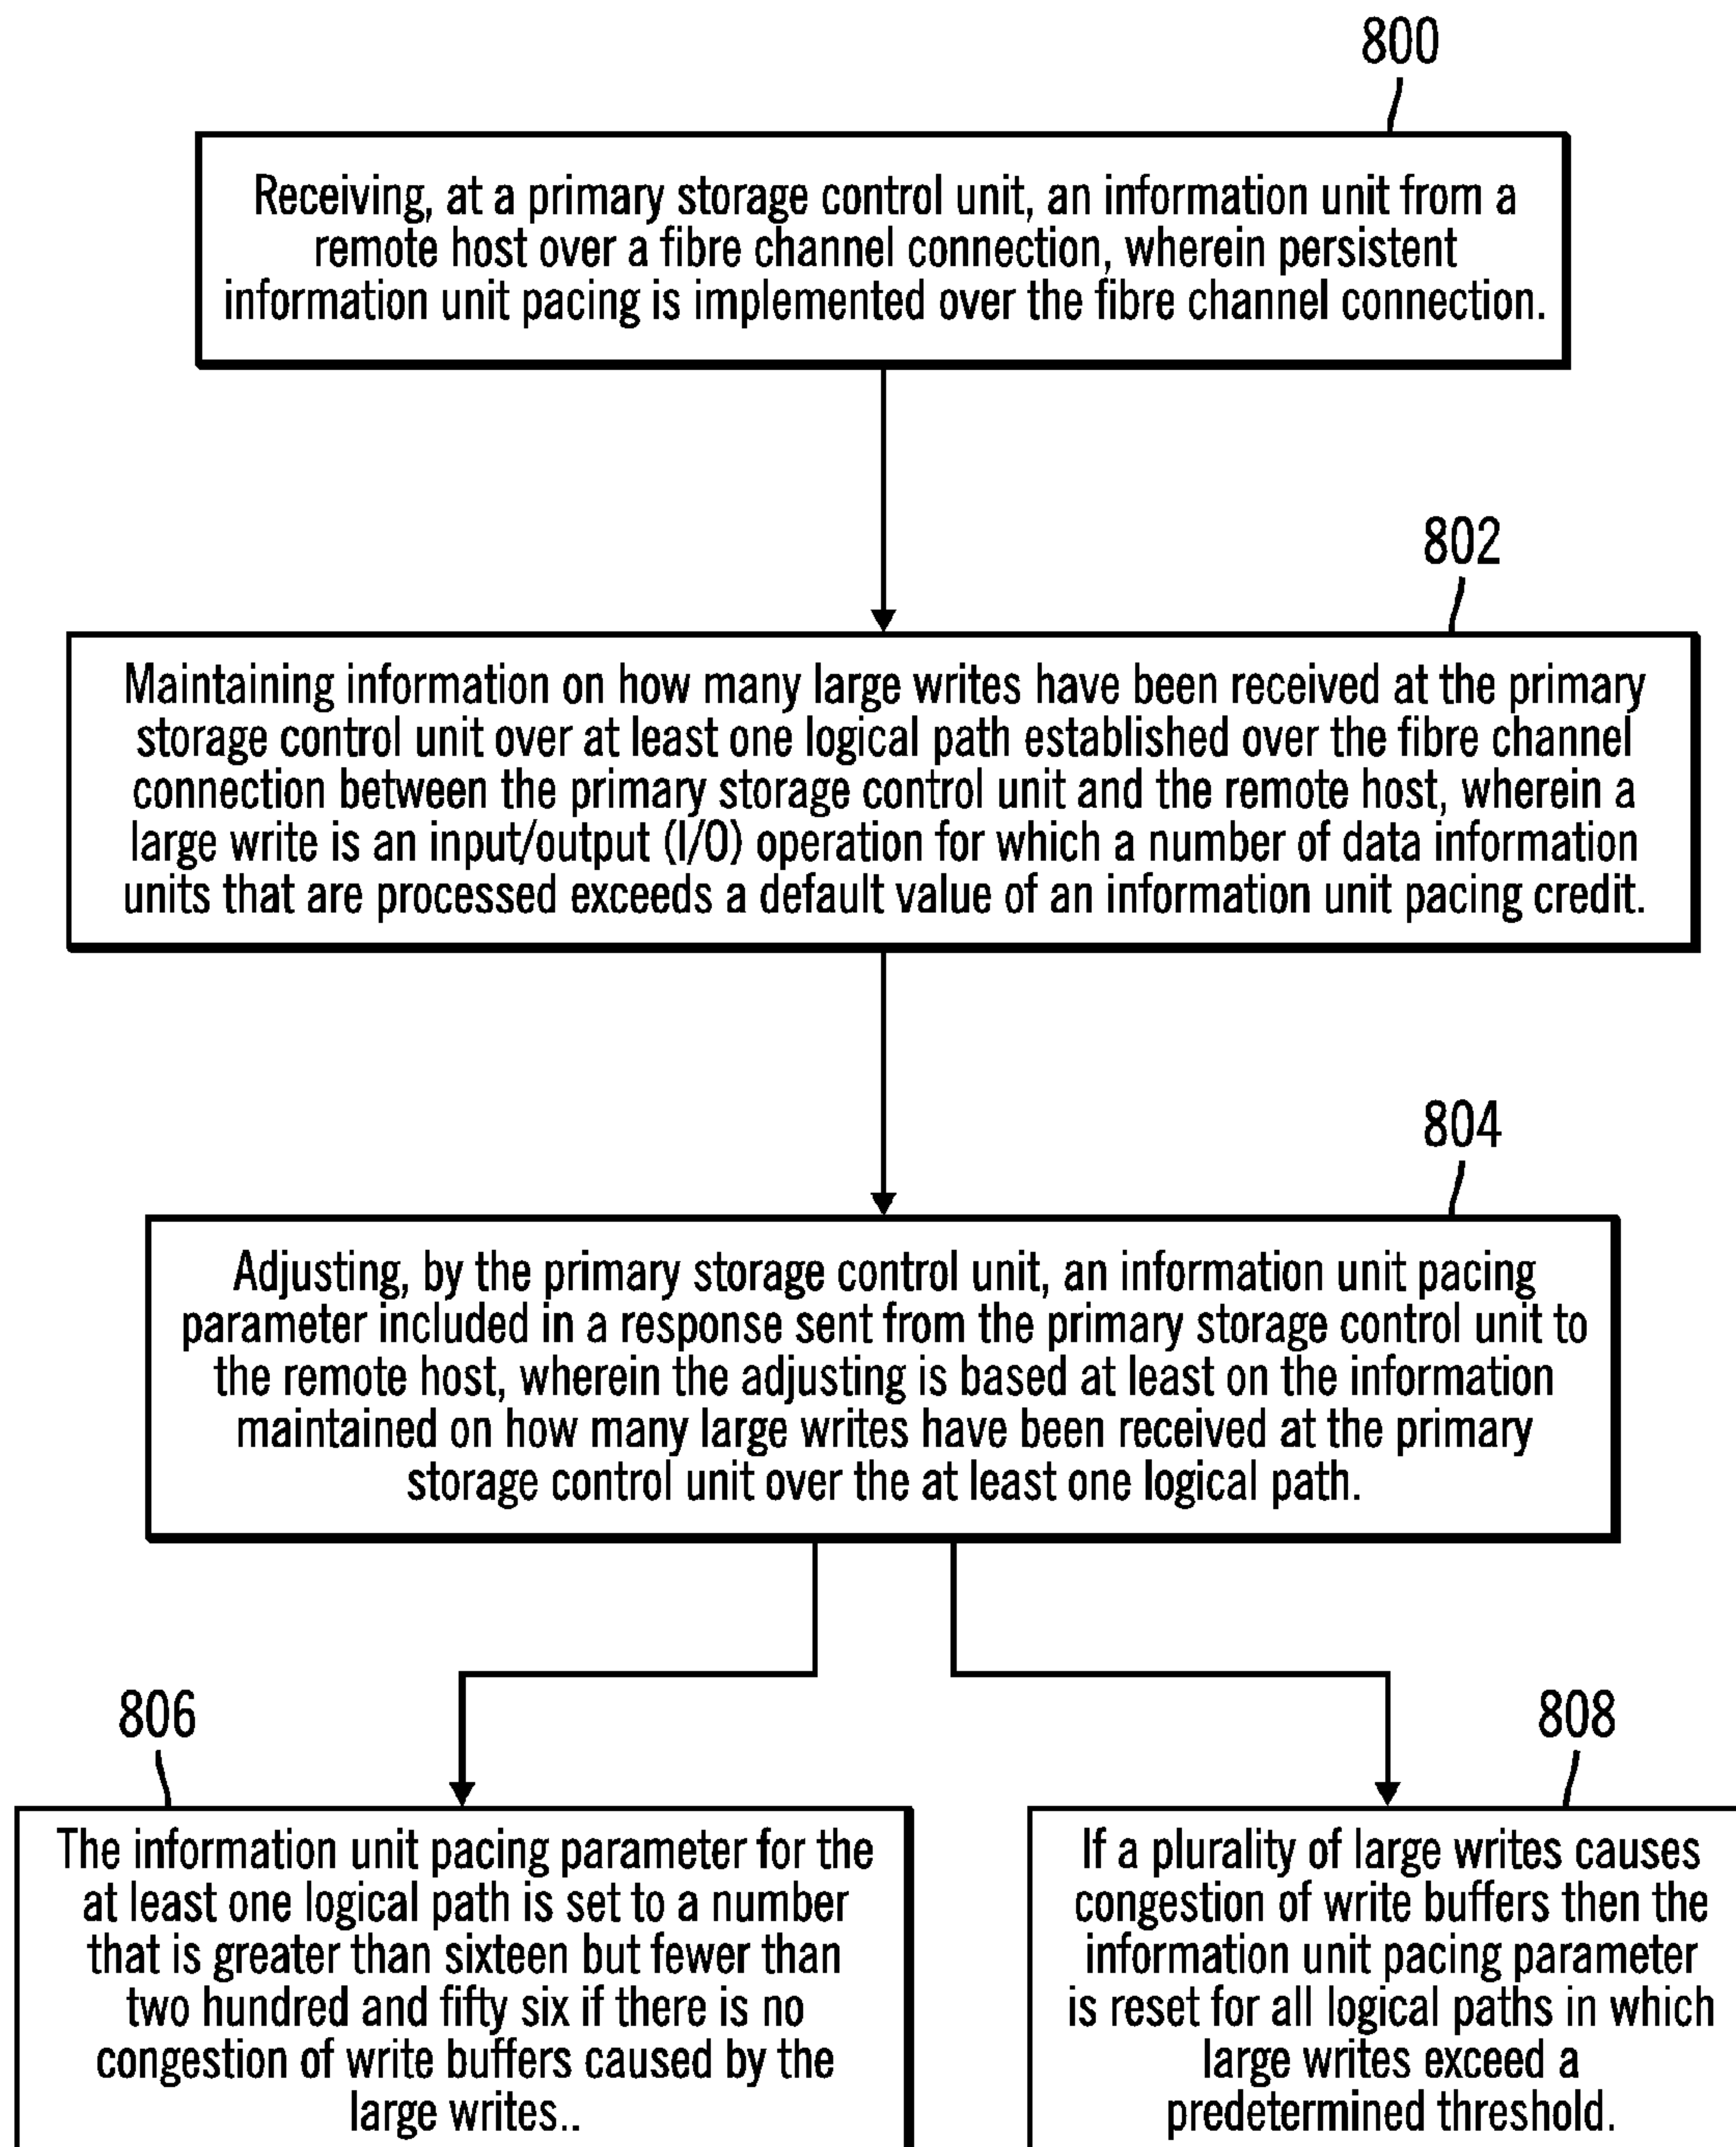 800
Receiving, at a primary storage control unit, an information unit from a
remote host over a fibre channel connection, wherein persistent
information unit pacing is implemented over the fibre channel connection.
802
Maintaining information on how many large writes have been received at the primary
storage control unit over at least one logical path established over the fibre channel
connection between the primary storage control unit and the remote host, wherein a
large write is an input/output (I/O) operation for which a number of data information
units that are processed exceeds a default value of an information unit pacing credit.
804
Adjusting, by the primary storage control unit, an information unit pacing
parameter included in a response sent from the primary storage control unit to
the remote host, wherein the adjusting is based at least on the information
maintained on how many large writes have been received at the primary
storage control unit over the at least one logical path.
806
The information unit pacing parameter for the
at least one logical path is set to a number
that is greater than sixteen but fewer than
two hundred and fifty six if there is no
congestion of write buffers caused by the
large writes..
808
If a plurality of large writes causes
congestion of write buffers then the
information unit pacing parameter
is reset for all logical paths in which
large writes exceed a
predetermined threshold.